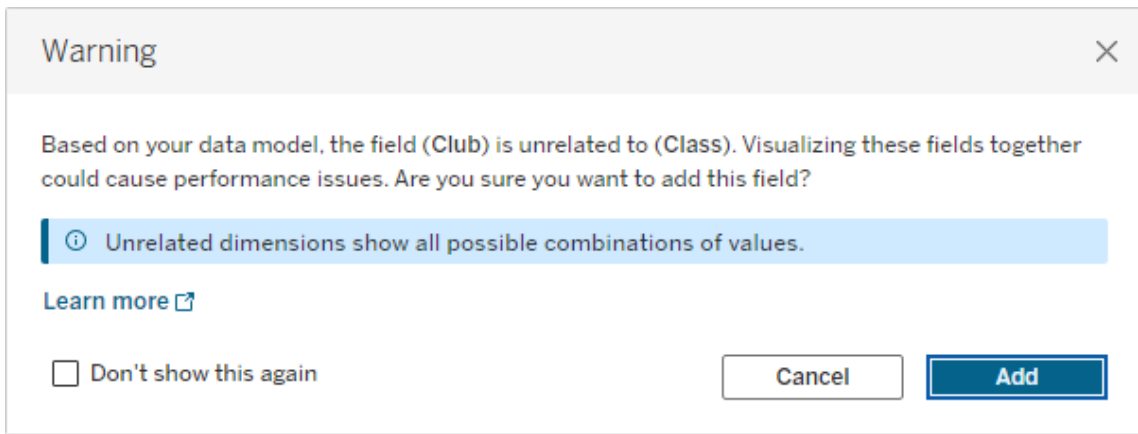 Warning
Based on your data model, the field (Club) is unrelated to (Class). Visualizing these fields together
could cause performance issues. Are you sure you want to add this field?
Unrelated dimensions show all possible combinations of values.
Learn more
Don't show this again
Cancel
Add